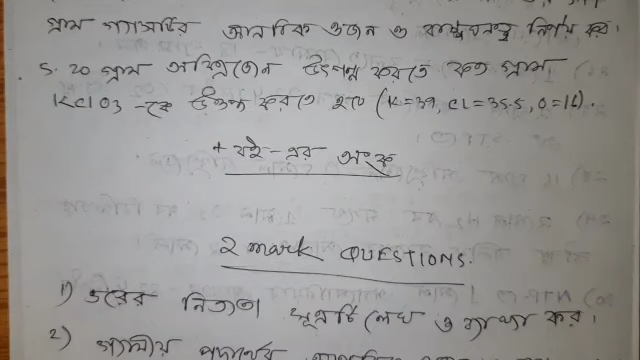 গ্যাসটির আনবিক ওজন ও বাষ্পঘনত্ব নির্ণয় কর।
5. 20 গ্রাম অক্সিজেন উৎপন্ন করতে কত গ্রাম
KClO3 -কে উত্তপ্ত করতে হবে (K=39, Cl=35.5, O=16).
+ বই-এর অংক
2 mark QUESTIONS.
1) ভরের নিত্যতা সূত্রটি লেখ ও ব্যাখ্যা কর।
2) গ্যাসীয় পদার্থের